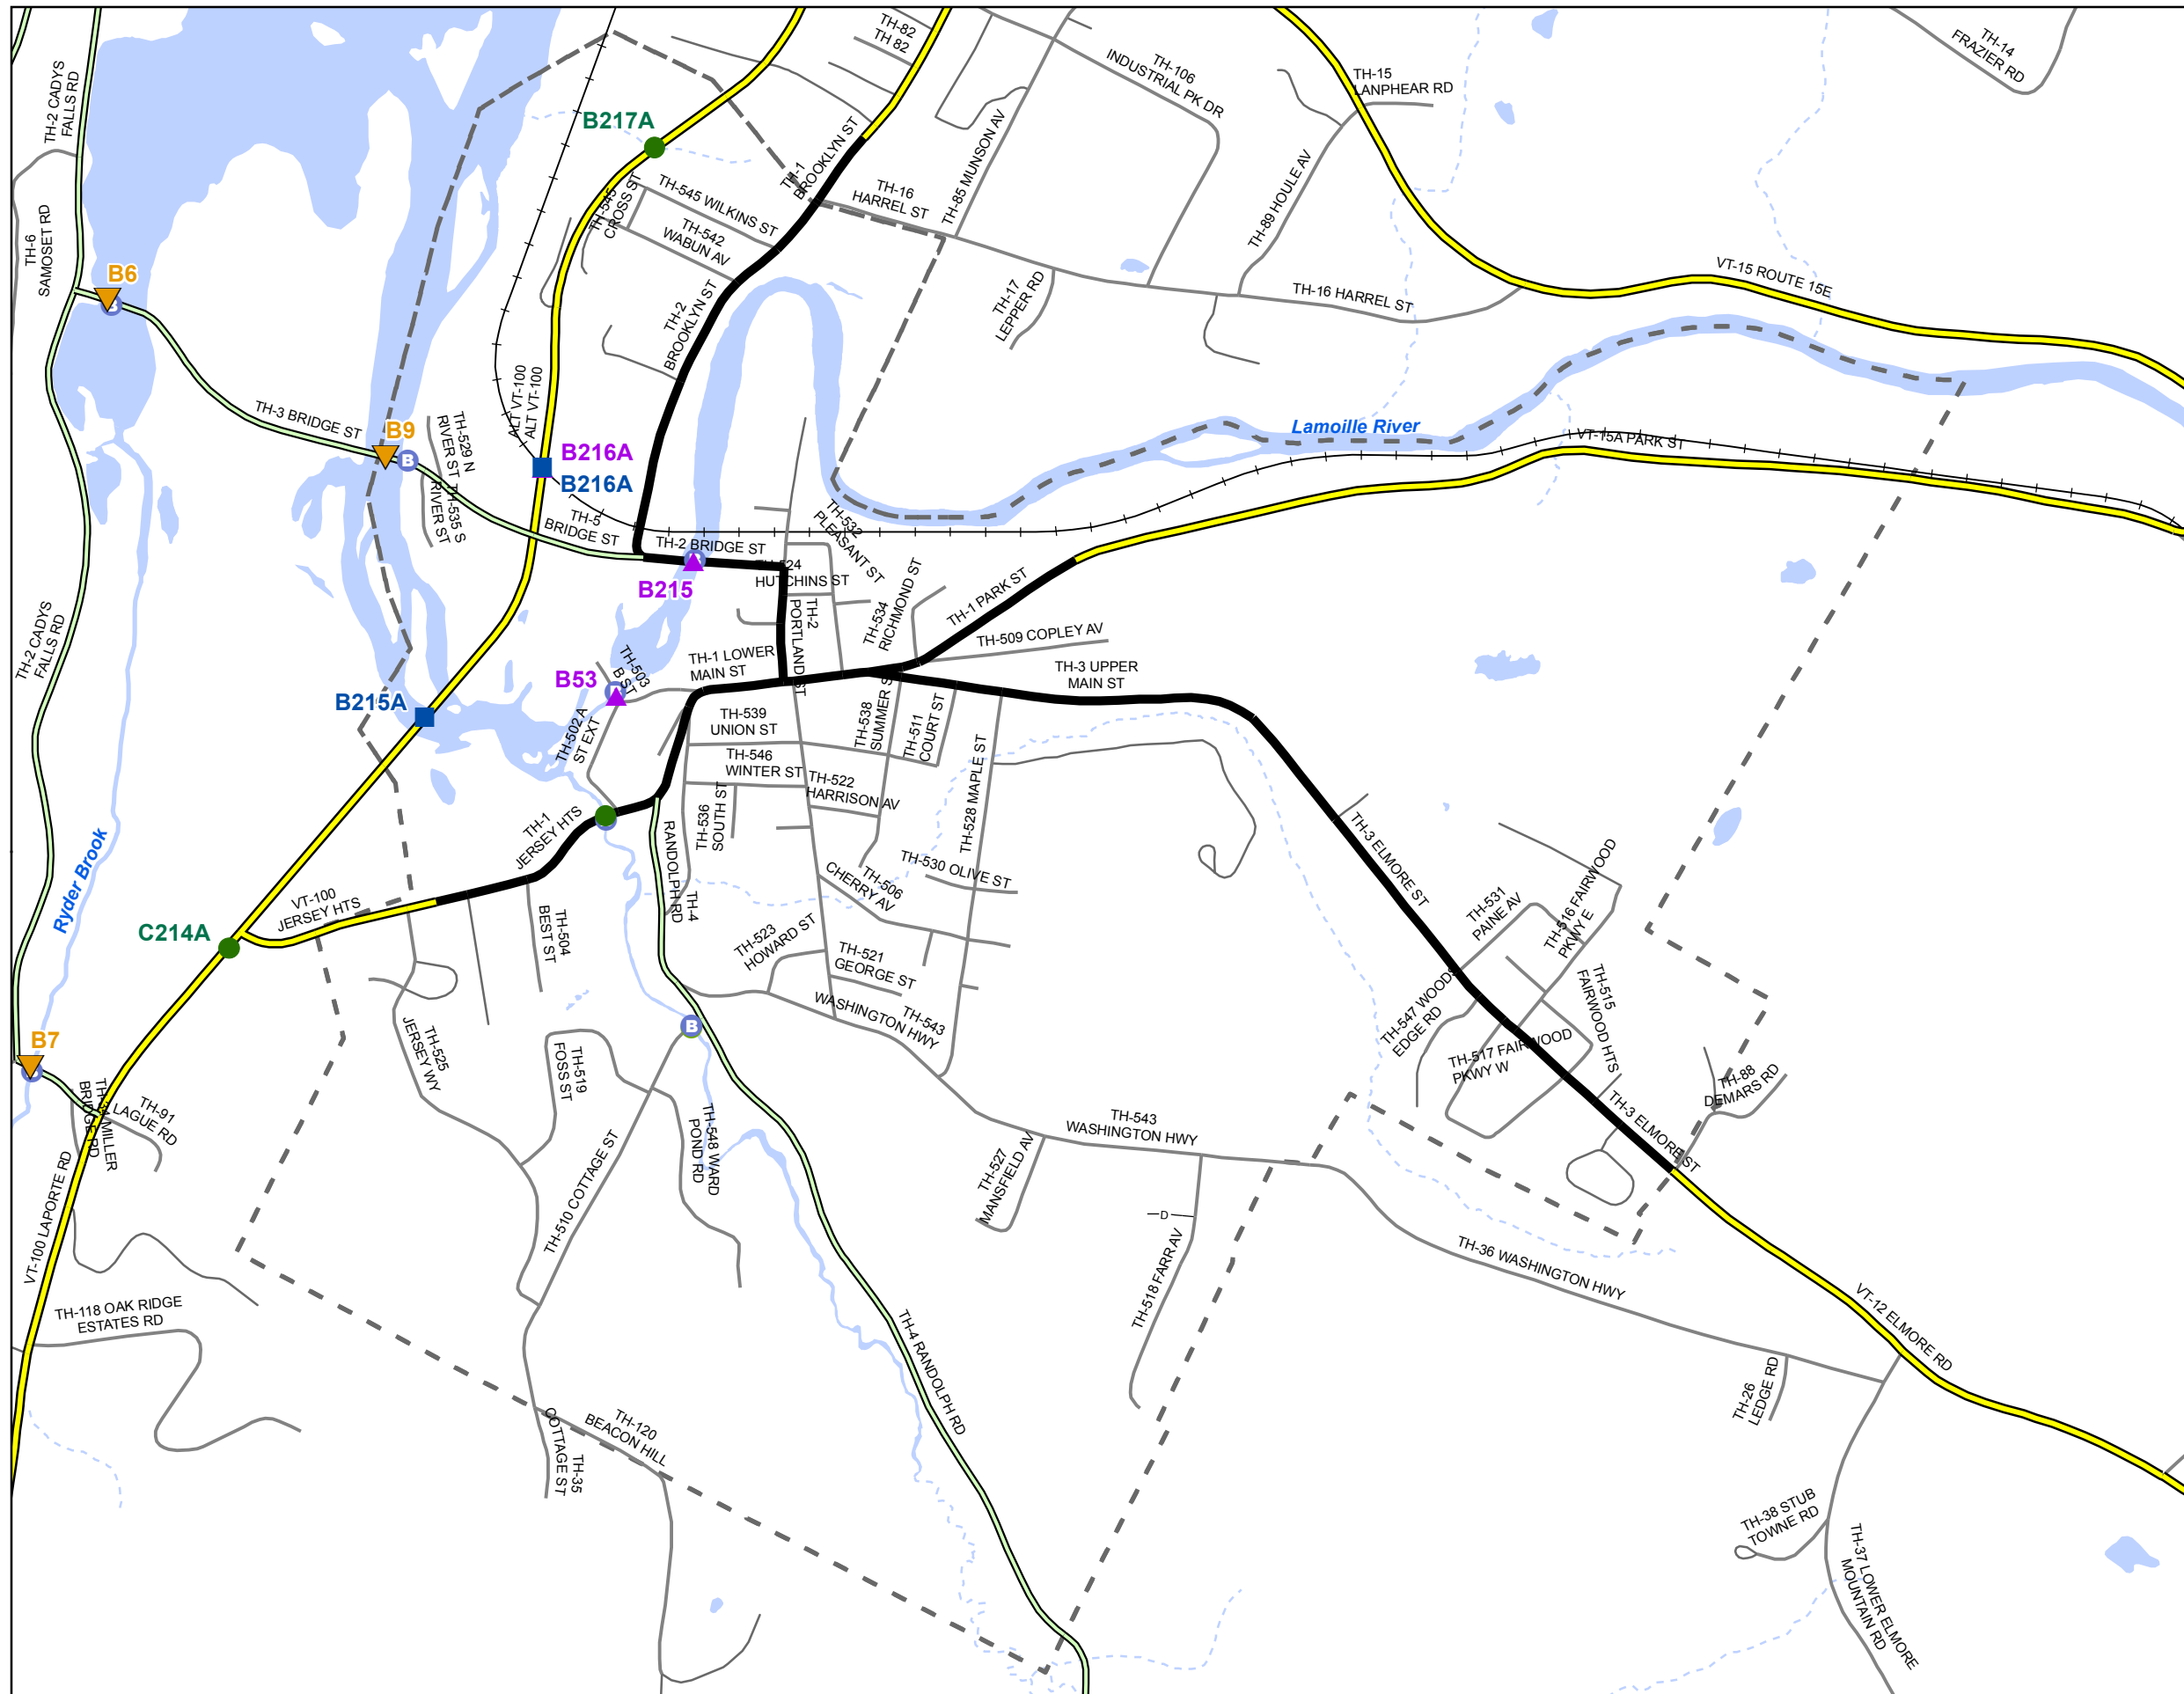 TH-82
TH 82
TH-14
FRAZIER RD
TH-106
INDUSTRIAL PK DR
TH-15
LANPHEAR RD
TH-2 CADYS
FALLS RD
B217A
TH-1
BROOKLYN ST
TH-85 MUNSON AV
TH-89 HOULE AV
TH-16
HARREL ST
TH-545 WILKINS ST
TH-545
CROSS ST
TH-542
WABUN AV
TH-6
SAMOSET RD
B6
B
TH-17
LEPPER RD
TH-16 HARREL ST
VT-15 ROUTE 15E
TH-2
BROOKLYN ST
ALT VT-100
ALT VT-100
TH-3 BRIDGE ST
B9
B
TH-529 N
RIVER ST
TH-535 S
RIVER ST
B216A
B216A
Lamoille River
VT-15A PARK ST
TH-5
BRIDGE ST
TH-2 BRIDGE ST
TH-532
PLEASANT ST
B215
HUTCHINS ST
TH-2
PORTLAND ST
TH-534
RICHMOND ST
TH-1 PARK ST
TH-509 COPLEY AV
TH-2 CADYS
FALLS RD
TH-1 LOWER
MAIN ST
TH-3 UPPER
MAIN ST
B53
TH-503
B ST
B215A
TH-502 A
ST EXT
TH-539
UNION ST
TH-538
SUMMER S
TH-511
COURT ST
TH-546
WINTER ST
TH-522
HARRISON AV
TH-528 MAPLE ST
TH-536
SOUTH ST
TH-1
JERSEY HTS
TH-4
RANDOLPH RD
TH-506
CHERRY AV
TH-530 OLIVE ST
TH-3 ELMORE ST
Ryder Brook
VT-100
JERSEY HTS
C214A
TH-504
BEST ST
TH-523
HOWARD ST
TH-521
GEORGE ST
TH-543
WASHINGTON HWY
TH-531
PAINE AV
TH-516 FAIRWOOD
PKWY E
TH-515
FAIRWOOD HTS
TH-547 WOODS
EDGE RD
TH-517 FAIRWOOD
PKWY W
B7
B
TH-525
JERSEY WY
TH-519
FOSS ST
TH-88
DEMARS RD
MILLER
BRIDGE RD
TH-91
LAGUE RD
TH-548 WARD
POND RD
TH-543
WASHINGTON HWY
TH-3 ELMORE ST
TH-527
MANSFIELD AV
TH-510 COTTAGE ST
VT-100 LAPORTE RD
D
TH-518 FARR AV
TH-36 WASHINGTON HWY
TH-118 OAK RIDGE
ESTATES RD
VT-12 ELMORE RD
TH-4 RANDOLPH RD
TH-26
LEDGE RD
TH-120
BEACON HILL
TH-35
COTTAGE ST
TH-38 STUB
TOWNE RD
TH-37 LOWER ELMORE
MOUNTAIN RD